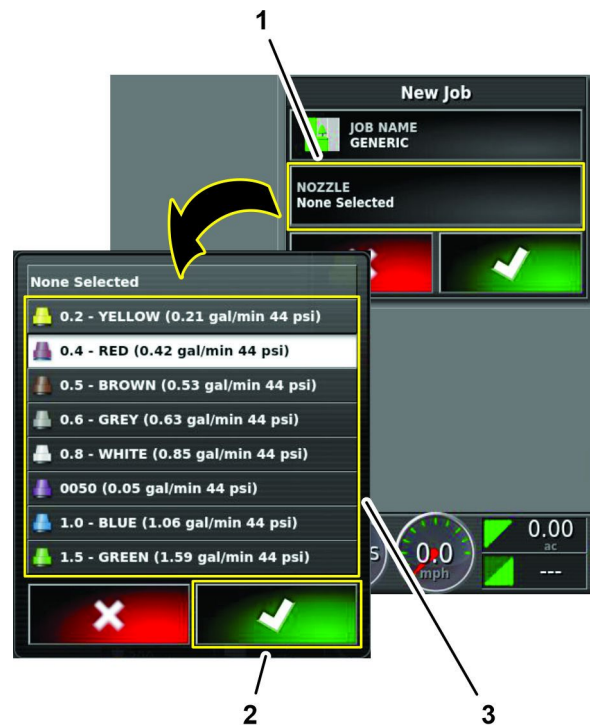 1
New Job
JOB NAME
GENERIC
NOZZLE
None Selected
None Selected
0.2 - YELLOW (0.21 gal/min 44 psi)
0.4 - RED (0.42 gal/min 44 psi)
0.5 - BROWN (0.53 gal/min 44 psi)
0.6 - GREY (0.63 gal/min 44 psi)
0.8 - WHITE (0.85 gal/min 44 psi)
0050 (0.05 gal/min 44 psi)
1.0 - BLUE (1.06 gal/min 44 psi)
1.5 - GREEN (1.59 gal/min 44 psi)
S
0.0
mph
0.00
ac
---
2
3